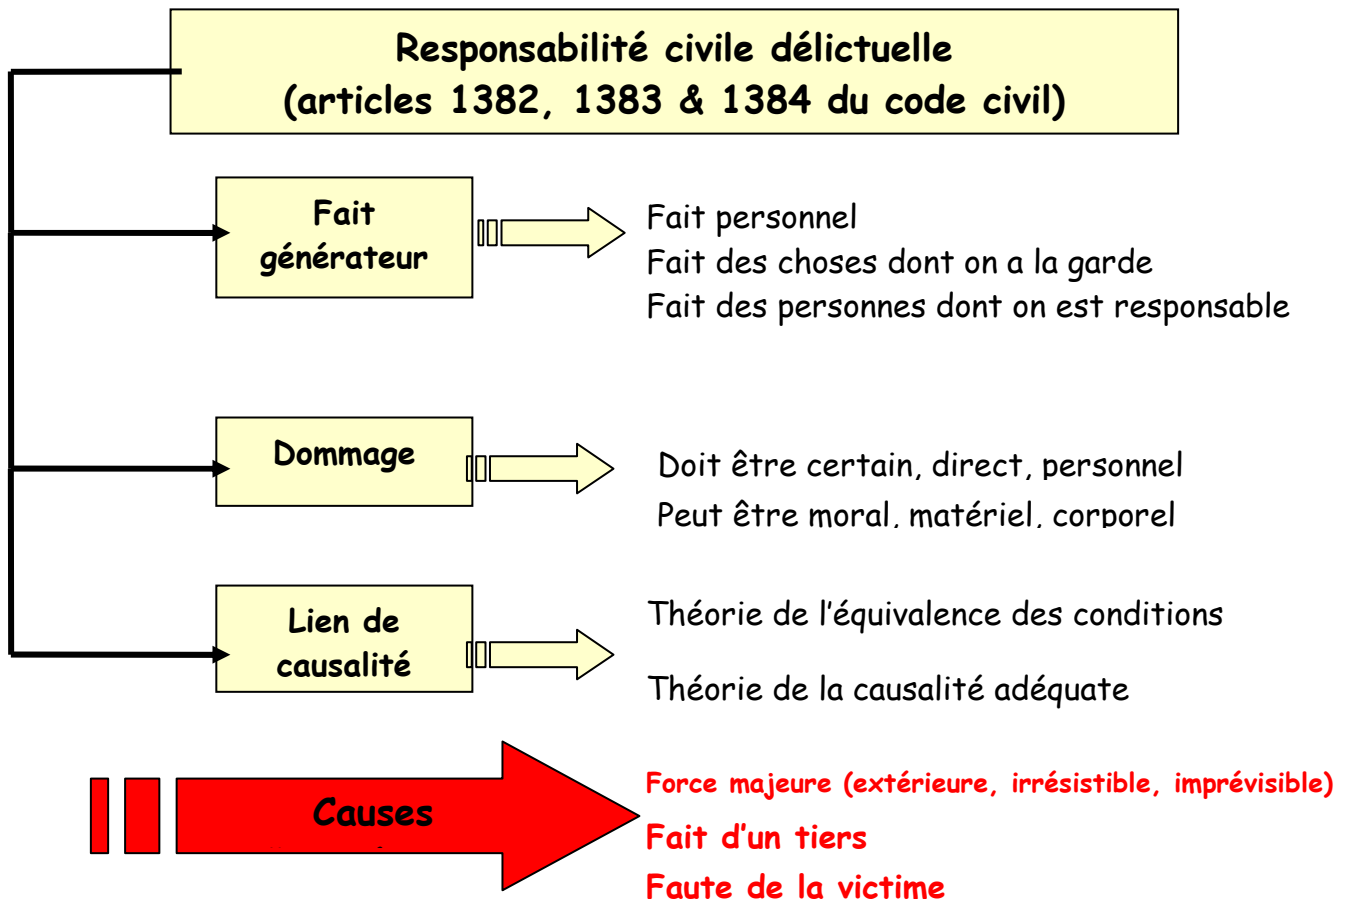 Responsabilité civile délictuelle
(articles 1382, 1383 & 1384 du code civil)
Fait
générateur
Fait personnel
Fait des choses dont on a la garde
Fait des personnes dont on est responsable
Dommage
Doit être certain, direct, personnel
Peut être moral, matériel, corporel
Lien de
causalité
Théorie de l'équivalence des conditions
Théorie de la causalité adéquate
Causes
Force majeure (extérieure, irrésistible, imprévisible)
Fait d'un tiers
Faute de la victime